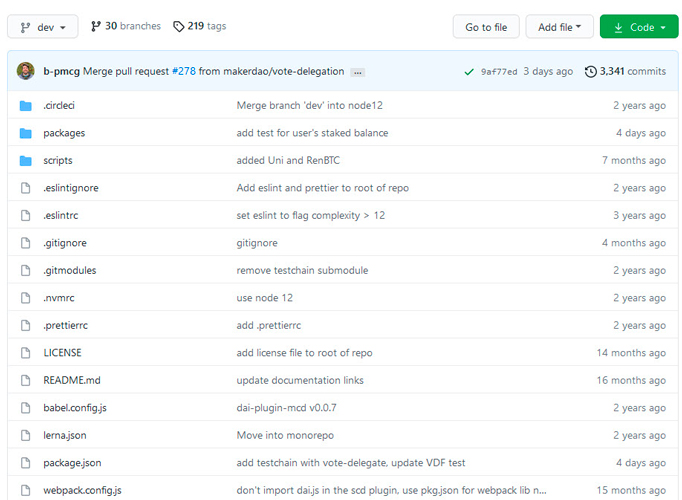 dev 30 branches 219 tags Go to file Add file Code
b-pmcg Merge pull request #278 from makerdao/vote-delegation ... 9af77ed 3 days ago 3,341 commits
.circleci Merge branch 'dev' into node12 2 years ago
packages add test for user's staked balance 4 days ago
scripts added Uni and RenBTC 7 months ago
.eslintignore Add eslint and prettier to root of repo 2 years ago
.eslintrc set eslint to flag complexity > 12 3 years ago
.gitignore gitignore 4 months ago
.gitmodules remove testchain submodule 2 years ago
.nvmrc use node 12 2 years ago
.prettierrc add .prettierrc 2 years ago
LICENSE add license file to root of repo 14 months ago
README.md update documentation links 16 months ago
babel.config.js dai-plugin-mcd v0.0.7 2 years ago
lerna.json Move into monorepo 2 years ago
package.json add testchain with vote-delegate, update VDF test 4 days ago
webpack.config.js don't import dai.js in the scd plugin, use pkg.json for webpack lib n... 15 months ago